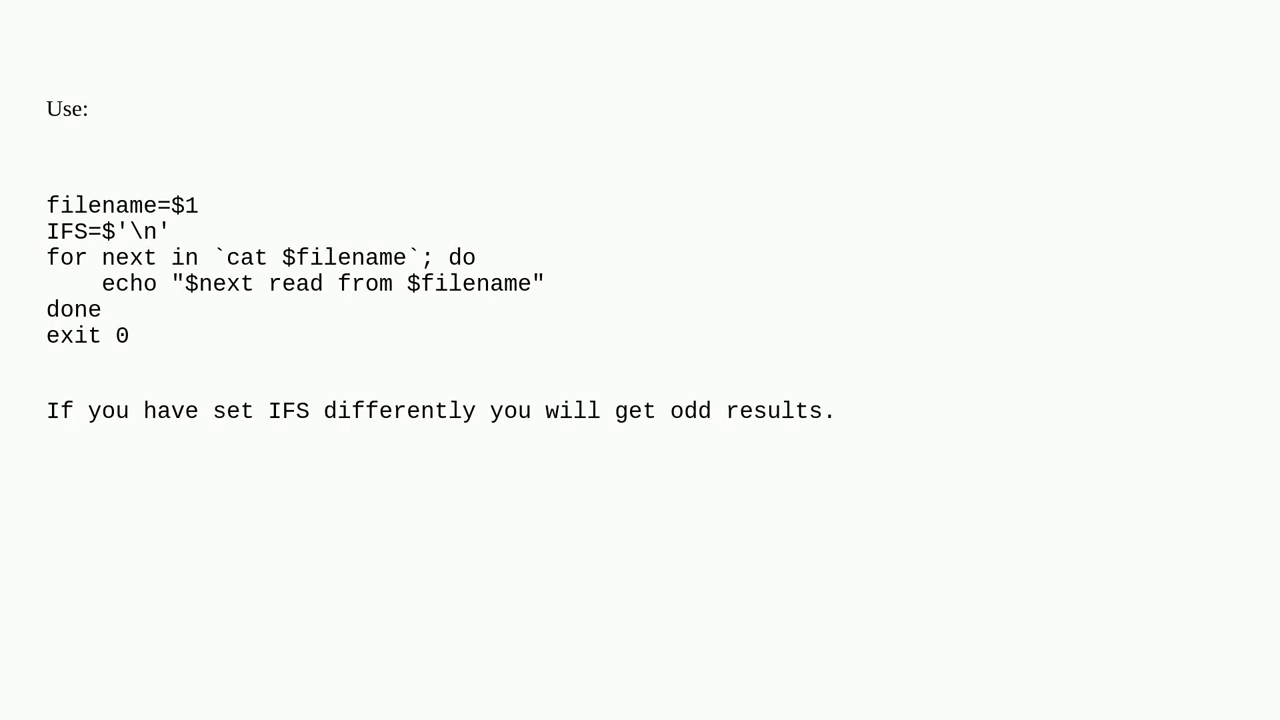 Use:
filename=$1
IFS=$'\n'
for next in `cat $filename`; do
    echo "$next read from $filename"
done
exit 0
If you have set IFS differently you will get odd results.